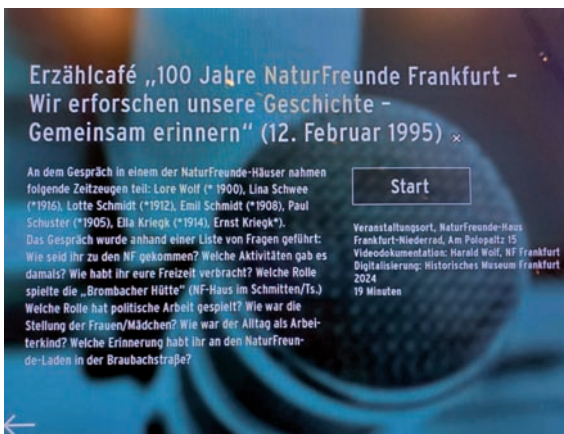 Erzählcafé „100 Jahre NaturFreunde Frankfurt –
Wir erforschen unsere Geschichte –
Gemeinsam erinnern“ (12. Februar 1995)
An dem Gespräch in einem der NaturFreunde-Häuser nahmen
folgende Zeitzeugen teil: Lore Wolf (* 1900), Lina Schwee
(*1916), Lotte Schmidt (*1912), Emil Schmidt (*1908), Paul
Schuster (*1905), Ella Kriegk (*1914), Ernst Kriegk*).
Das Gespräch wurde anhand einer Liste von Fragen geführt:
Wie seid ihr zu den NF gekommen? Welche Aktivitäten gab es
damals? Wie habt ihr eure Freizeit verbracht? Welche Rolle
spielte die „Brombacher Hütte“ (NF-Haus im Schmitten/Ts.)
Welche Rolle hat politische Arbeit gespielt? Wie war die
Stellung der Frauen/Mädchen? Wie war der Alltag als Arbei-
terkind? Welche Erinnerung habt ihr an den NaturFreun-
de-Laden in der Braubachstraße?
Start
Veranstaltungsort, NaturFreunde-Haus
Frankfurt-Niederrad, Am Poloplatz 15
Videodokumentation: Harald Wolf, NF Frankfurt
Digitalisierung: Historisches Museum Frankfurt
2024
19 Minuten